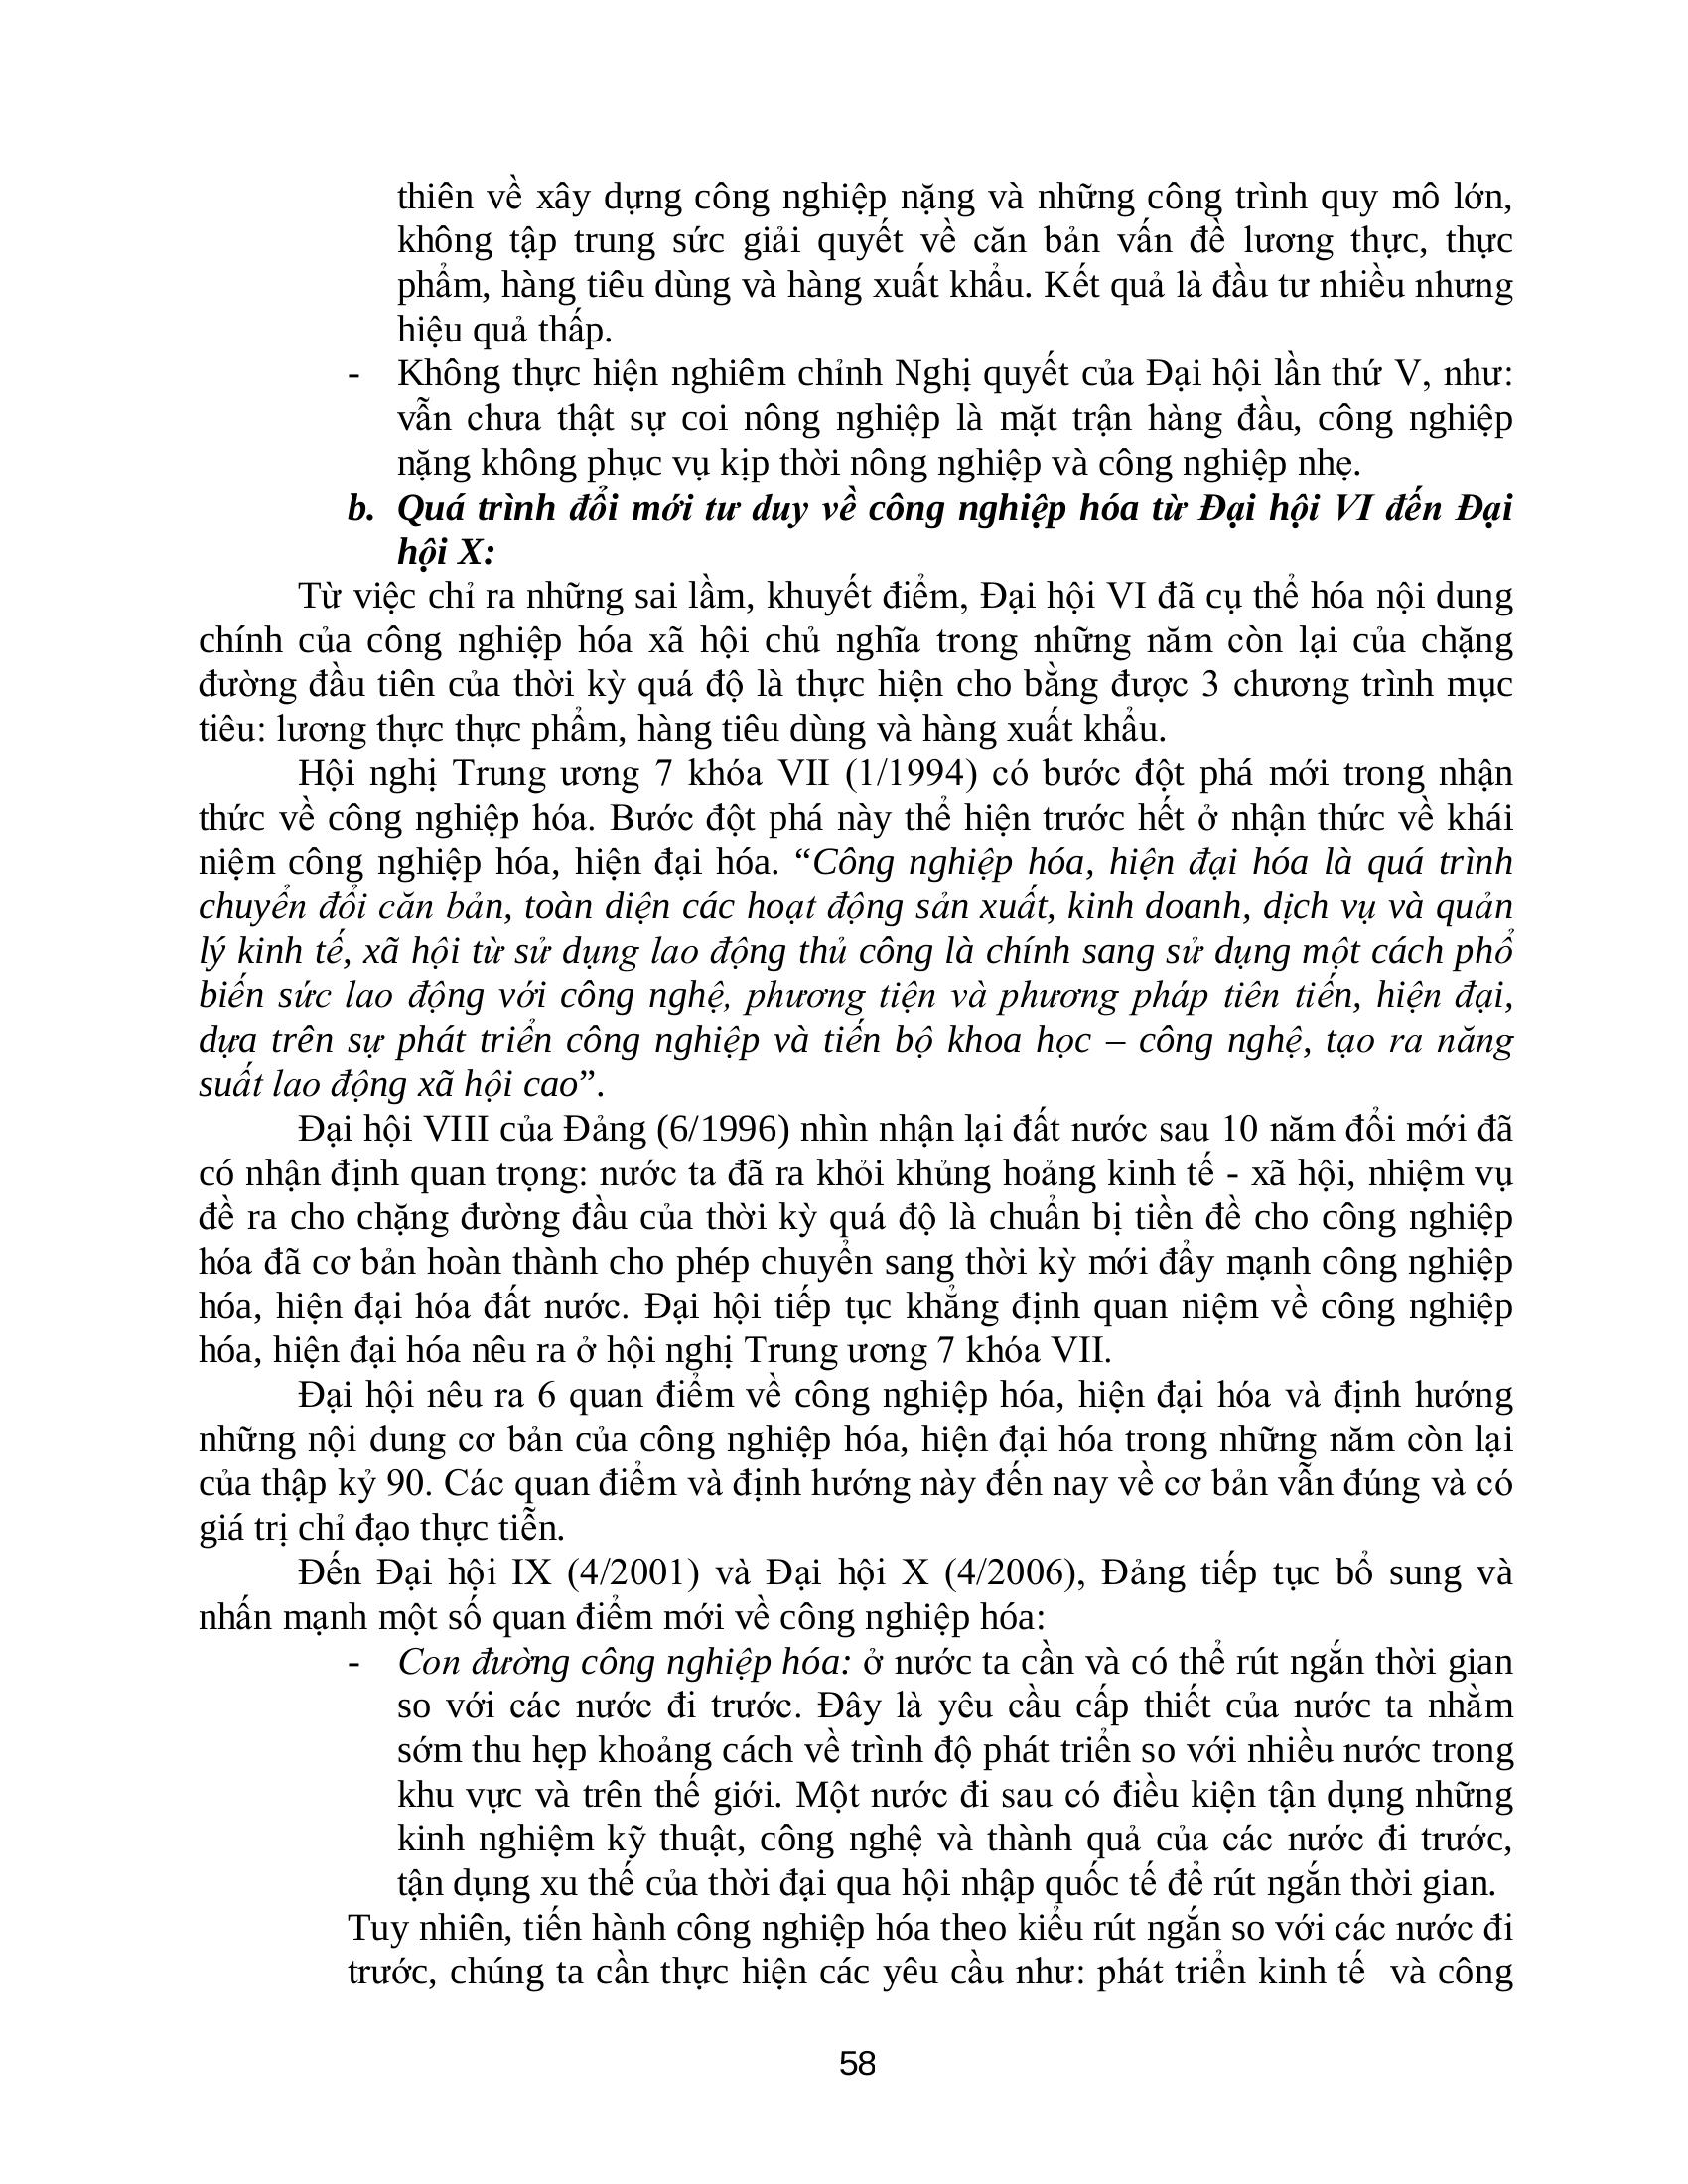 thiên về xây dựng công nghiệp nặng và những công trình quy mô lớn,
không tập trung sức giải quyết về căn bản vấn đề lương thực, thực
phẩm, hàng tiêu dùng và hàng xuất khẩu. Kết quả là đầu tư nhiều nhưng
hiệu quả thấp.
- Không thực hiện nghiêm chỉnh Nghị quyết của Đại hội lần thứ V, như:
vẫn chưa thật sự coi nông nghiệp là mặt trận hàng đầu, công nghiệp
nặng không phục vụ kịp thời nông nghiệp và công nghiệp nhẹ.
b. Quá trình đổi mới tư duy về công nghiệp hóa từ Đại hội VI đến Đại
hội X:
Từ việc chỉ ra những sai lầm, khuyết điểm, Đại hội VI đã cụ thể hóa nội dung
chính của công nghiệp hóa xã hội chủ nghĩa trong những năm còn lại của chặng
đường đầu tiên của thời kỳ quá độ là thực hiện cho bằng được 3 chương trình mục
tiêu: lương thực thực phẩm, hàng tiêu dùng và hàng xuất khẩu.
Hội nghị Trung ương 7 khóa VII (1/1994) có bước đột phá mới trong nhận
thức về công nghiệp hóa. Bước đột phá này thể hiện trước hết ở nhận thức về khái
niệm công nghiệp hóa, hiện đại hóa. “Công nghiệp hóa, hiện đại hóa là quá trình
chuyển đổi căn bản, toàn diện các hoạt động sản xuất, kinh doanh, dịch vụ và quản
lý kinh tế, xã hội từ sử dụng lao động thủ công là chính sang sử dụng một cách phổ
biến sức lao động với công nghệ, phương tiện và phương pháp tiên tiến, hiện đại,
dựa trên sự phát triển công nghiệp và tiến bộ khoa học – công nghệ, tạo ra năng
suất lao động xã hội cao”.
Đại hội VIII của Đảng (6/1996) nhìn nhận lại đất nước sau 10 năm đổi mới đã
có nhận định quan trọng: nước ta đã ra khỏi khủng hoảng kinh tế - xã hội, nhiệm vụ
đề ra cho chặng đường đầu của thời kỳ quá độ là chuẩn bị tiền đề cho công nghiệp
hóa đã cơ bản hoàn thành cho phép chuyển sang thời kỳ mới đẩy mạnh công nghiệp
hóa, hiện đại hóa đất nước. Đại hội tiếp tục khẳng định quan niệm về công nghiệp
hóa, hiện đại hóa nêu ra ở hội nghị Trung ương 7 khóa VII.
Đại hội nêu ra 6 quan điểm về công nghiệp hóa, hiện đại hóa và định hướng
những nội dung cơ bản của công nghiệp hóa, hiện đại hóa trong những năm còn lại
của thập kỷ 90. Các quan điểm và định hướng này đến nay về cơ bản vẫn đúng và có
giá trị chỉ đạo thực tiễn.
Đến Đại hội IX (4/2001) và Đại hội X (4/2006), Đảng tiếp tục bổ sung và
nhấn mạnh một số quan điểm mới về công nghiệp hóa:
- Con đường công nghiệp hóa: ở nước ta cần và có thể rút ngắn thời gian
so với các nước đi trước. Đây là yêu cầu cấp thiết của nước ta nhằm
sớm thu hẹp khoảng cách về trình độ phát triển so với nhiều nước trong
khu vực và trên thế giới. Một nước đi sau có điều kiện tận dụng những
kinh nghiệm kỹ thuật, công nghệ và thành quả của các nước đi trước,
tận dụng xu thế của thời đại qua hội nhập quốc tế để rút ngắn thời gian.
Tuy nhiên, tiến hành công nghiệp hóa theo kiểu rút ngắn so với các nước đi
trước, chúng ta cần thực hiện các yêu cầu như: phát triển kinh tế  và công
58